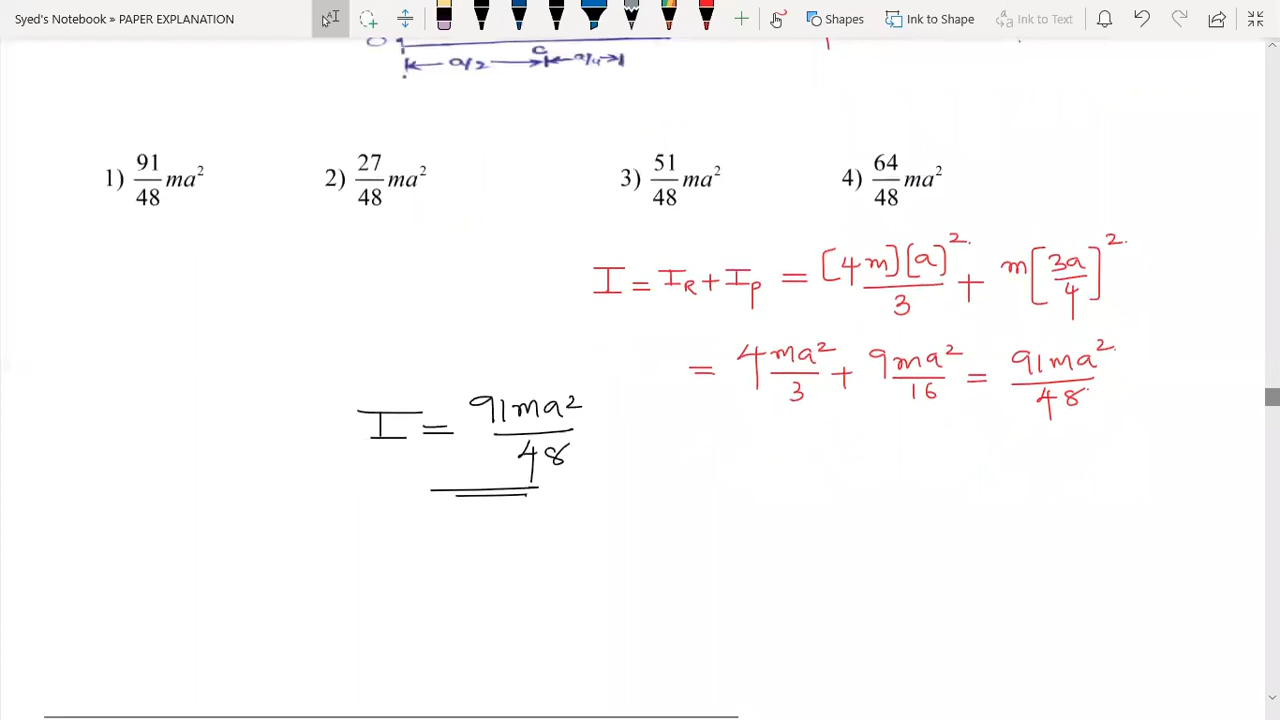 Syed's Notebook » PAPER EXPLANATION
Shapes Ink to Shape Ink to Text
O C
a/2 a/4
1) 91/48 ma² 2) 27/48 ma² 3) 51/48 ma² 4) 64/48 ma²
I = I_R + I_P = [4m][a]²/3 + m[3a/4]²
= 4ma²/3 + 9ma²/16 = 91ma²/48
I = 91ma²/48